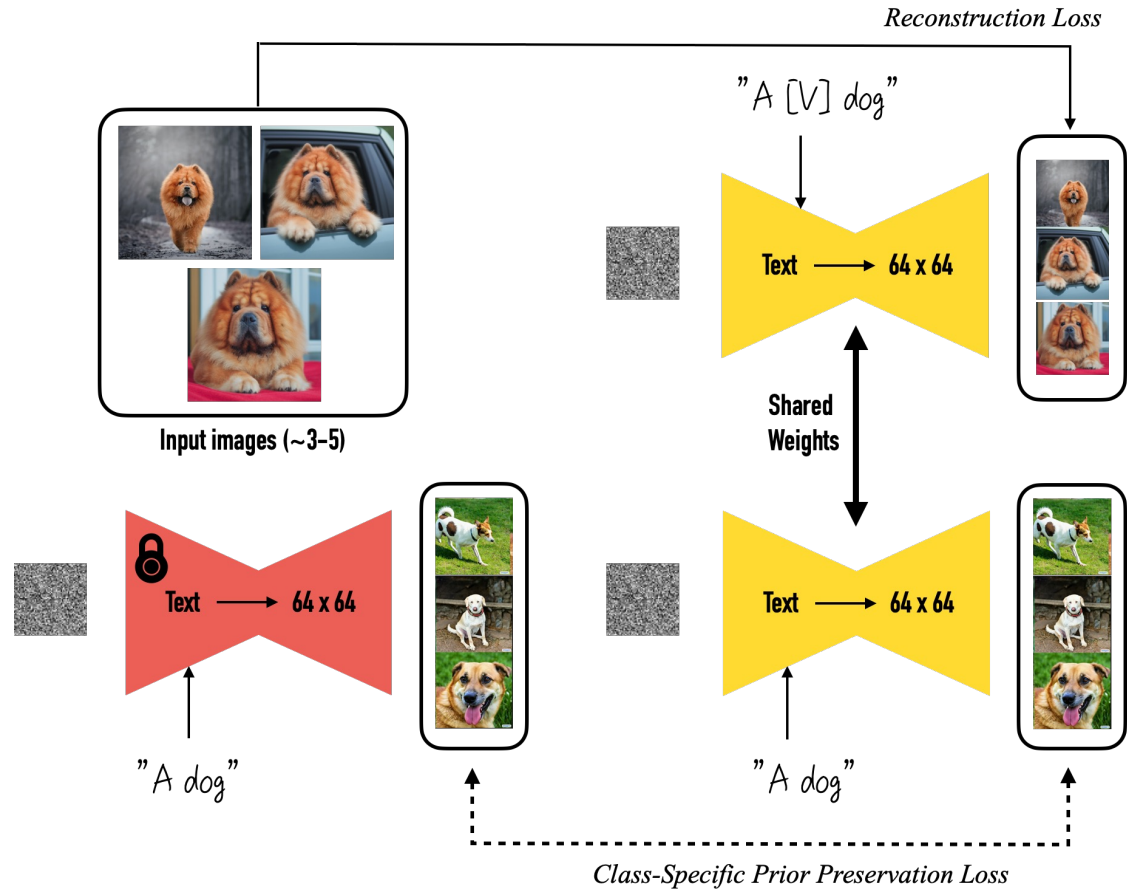 Reconstruction Loss
"A [V] dog"
Text → 64 x 64
Input images (~3–5)
Shared
Weights
Text → 64 x 64
Text → 64 x 64
"A dog"
"A dog"
Class-Specific Prior Preservation Loss